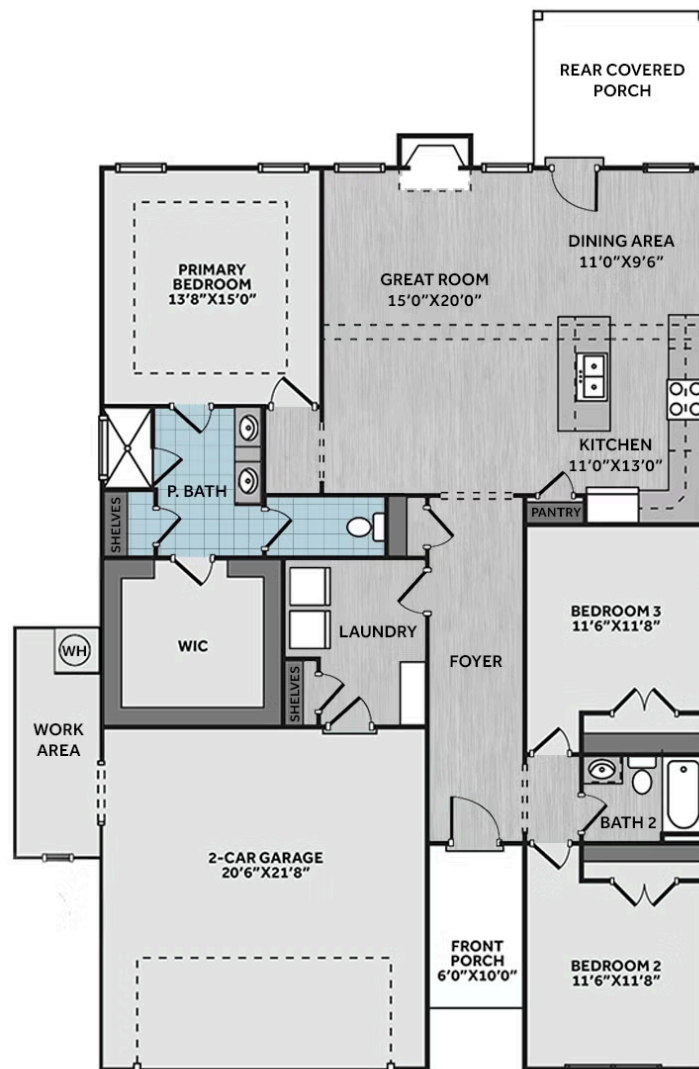 REAR COVERED
PORCH
DINING AREA
11'0"X9'6"
PRIMARY
BEDROOM
13'8"X15'0"
GREAT ROOM
15'0"X20'0"
KITCHEN
11'0"X13'0"
P. BATH
SHELVES
PANTRY
BEDROOM 3
11'6"X11'8"
WIC
LAUNDRY
SHELVES
FOYER
WH
WORK
AREA
BATH 2
2-CAR GARAGE
20'6"X21'8"
FRONT
PORCH
6'0"X10'0"
BEDROOM 2
11'6"X11'8"